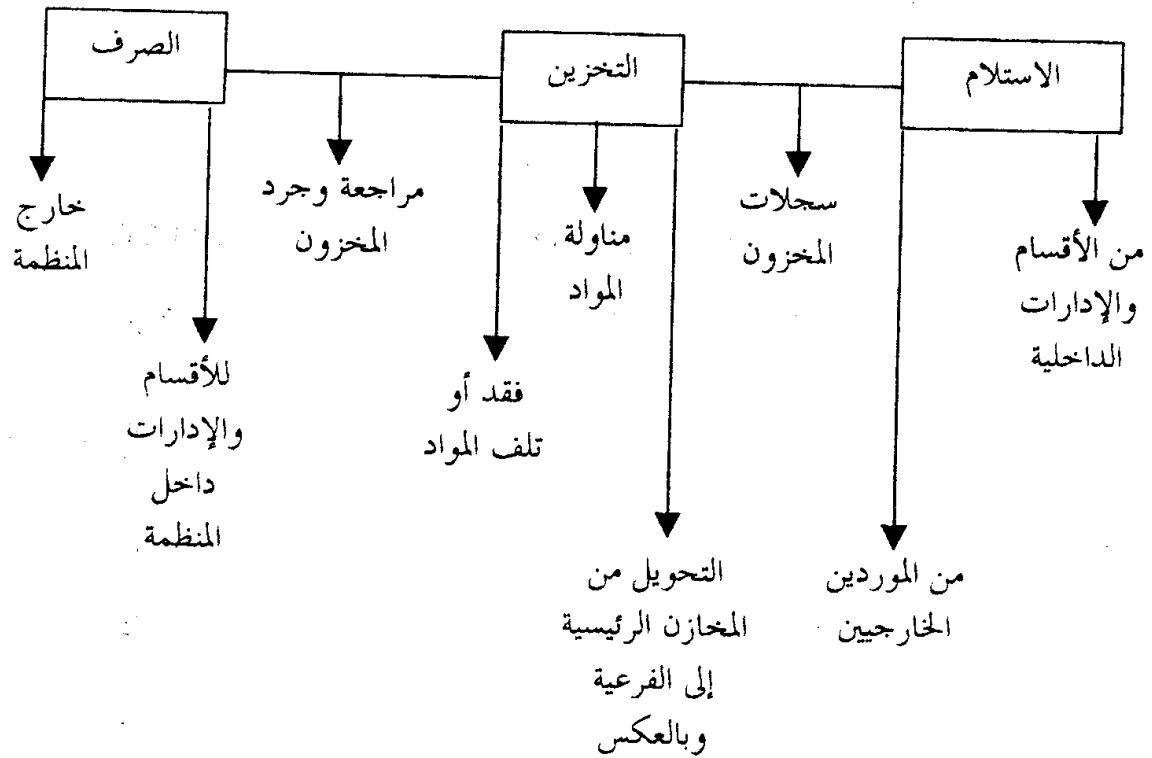 الاستلام
التخزين
الصرف
من الأقسام
والإدارات
الداخلية
من الموردين
الخارجيين
سجلات
المخزون
التحويل من
المخازن الرئيسية
إلى الفرعية
وبالعكس
مناولة
المواد
فقد أو
تلف المواد
مراجعة وجرد
المخزون
للأقسام
والإدارات
داخل
المنظمة
خارج
المنظمة